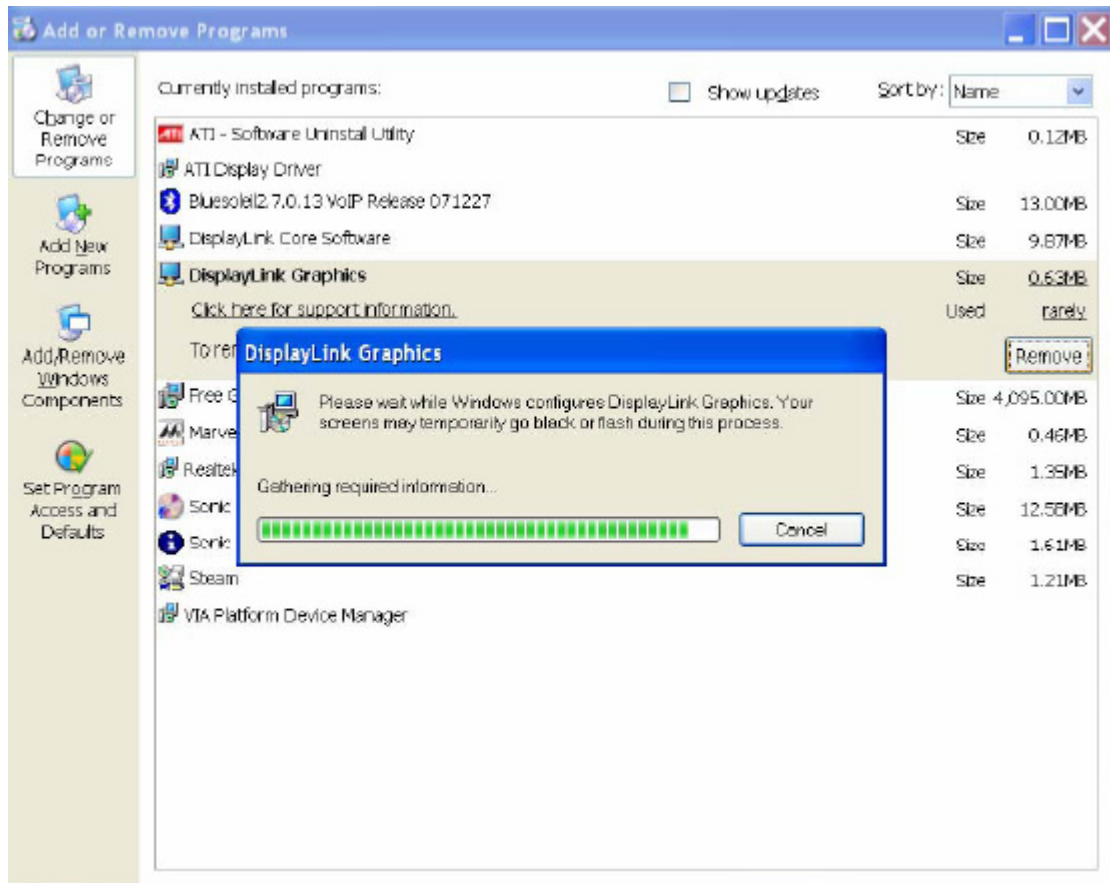 Add or Remove Programs
Change or
Remove
Programs
Add New
Programs
Add/Remove
Windows
Components
Set Program
Access and
Defaults
Currently installed programs:
Show updates
Sort by: Name
ATI - Software Uninstall Utility Size 0.12MB
ATI Display Driver
Bluesoleil2.7.0.13 VoIP Release 071227 Size 13.00MB
DisplayLink Core Software Size 9.87MB
DisplayLink Graphics Size 0.63MB
Click here for support information. Used rarely
To rem Remove
DisplayLink Graphics
Please wait while Windows configures DisplayLink Graphics. Your
screens may temporarily go black or flash during this process.
Gathering required information...
Cancel
Free G Size 4,095.00MB
Marve Size 0.46MB
Realtek Size 1.35MB
Sonic Size 12.58MB
Sonic Size 1.61MB
Steam Size 1.21MB
VIA Platform Device Manager